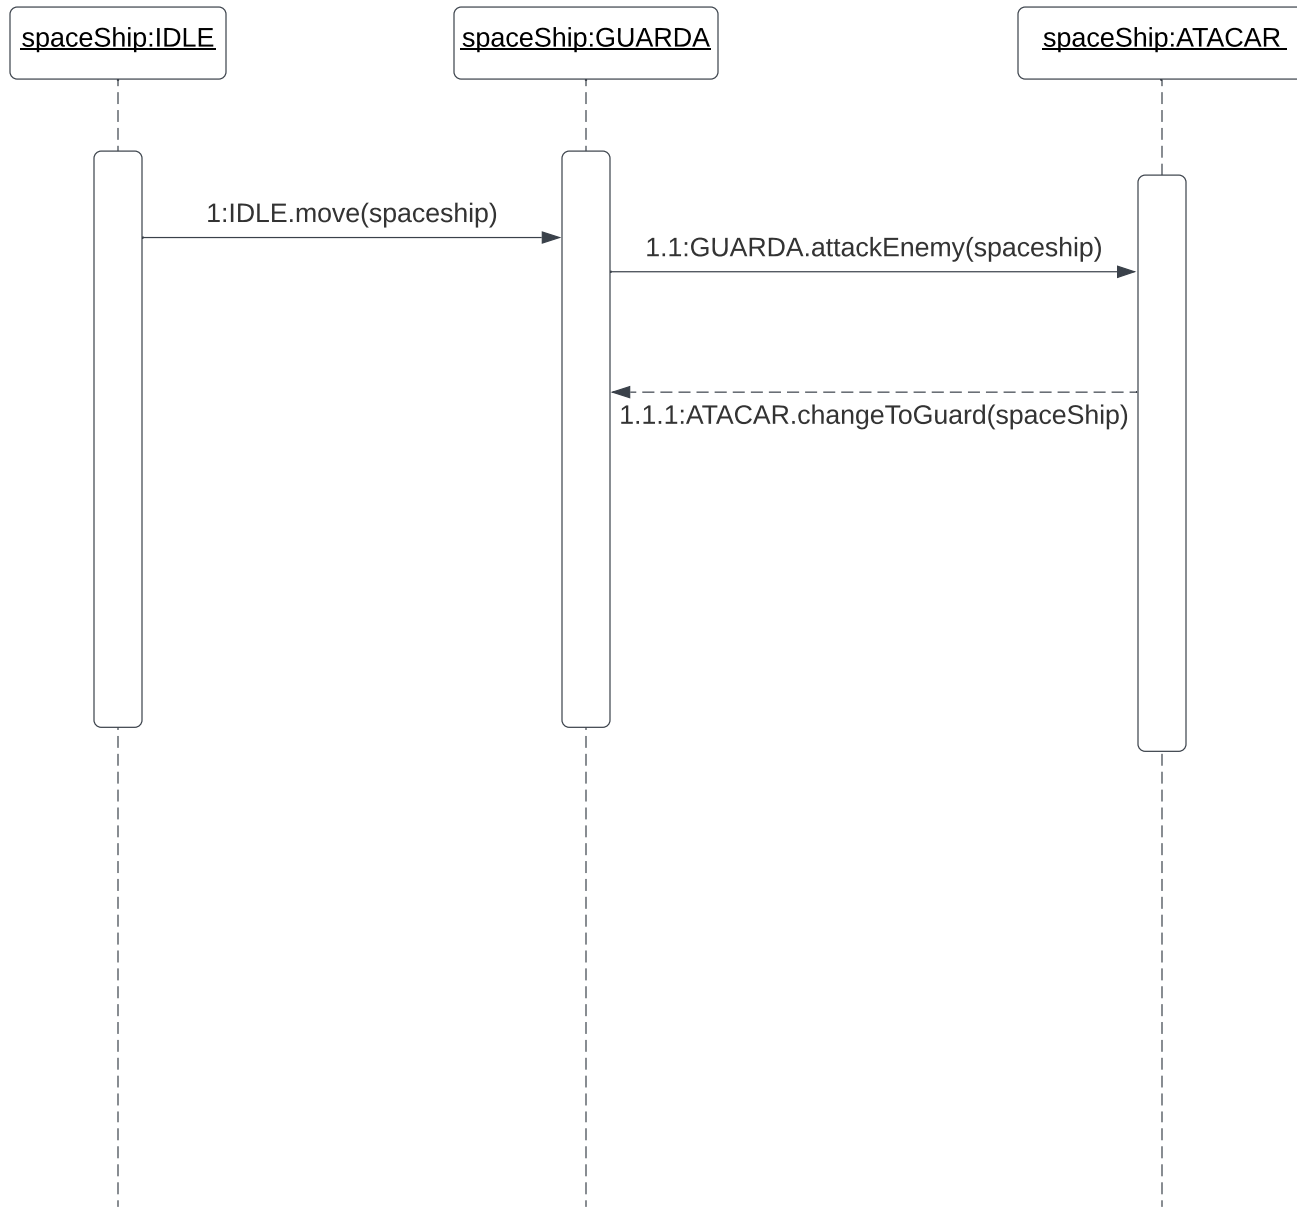 spaceShip:IDLE
spaceShip:GUARDA
spaceShip:ATACAR
1:IDLE.move(spaceship)
1.1:GUARDA.attackEnemy(spaceship)
1.1.1:ATACAR.changeToGuard(spaceShip)